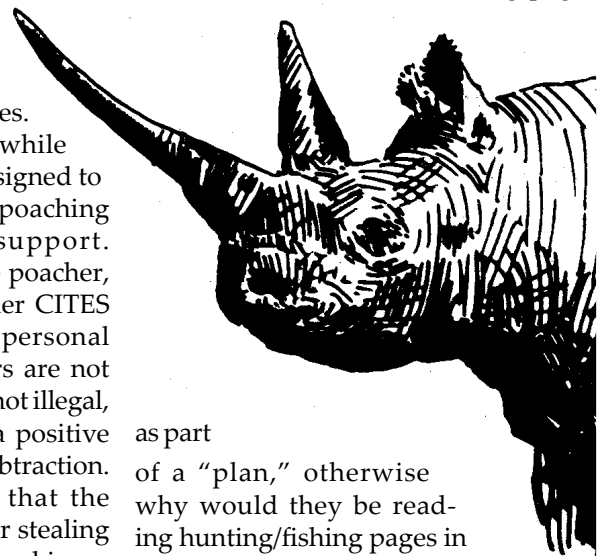 es.
while
signed to
poaching
support.
poacher,
er CITES
personal
rs are not
not illegal,
a positive
btraction.
that the
r stealing
as part
of a “plan,” otherwise
why would they be read-
ing hunting/fishing pages in